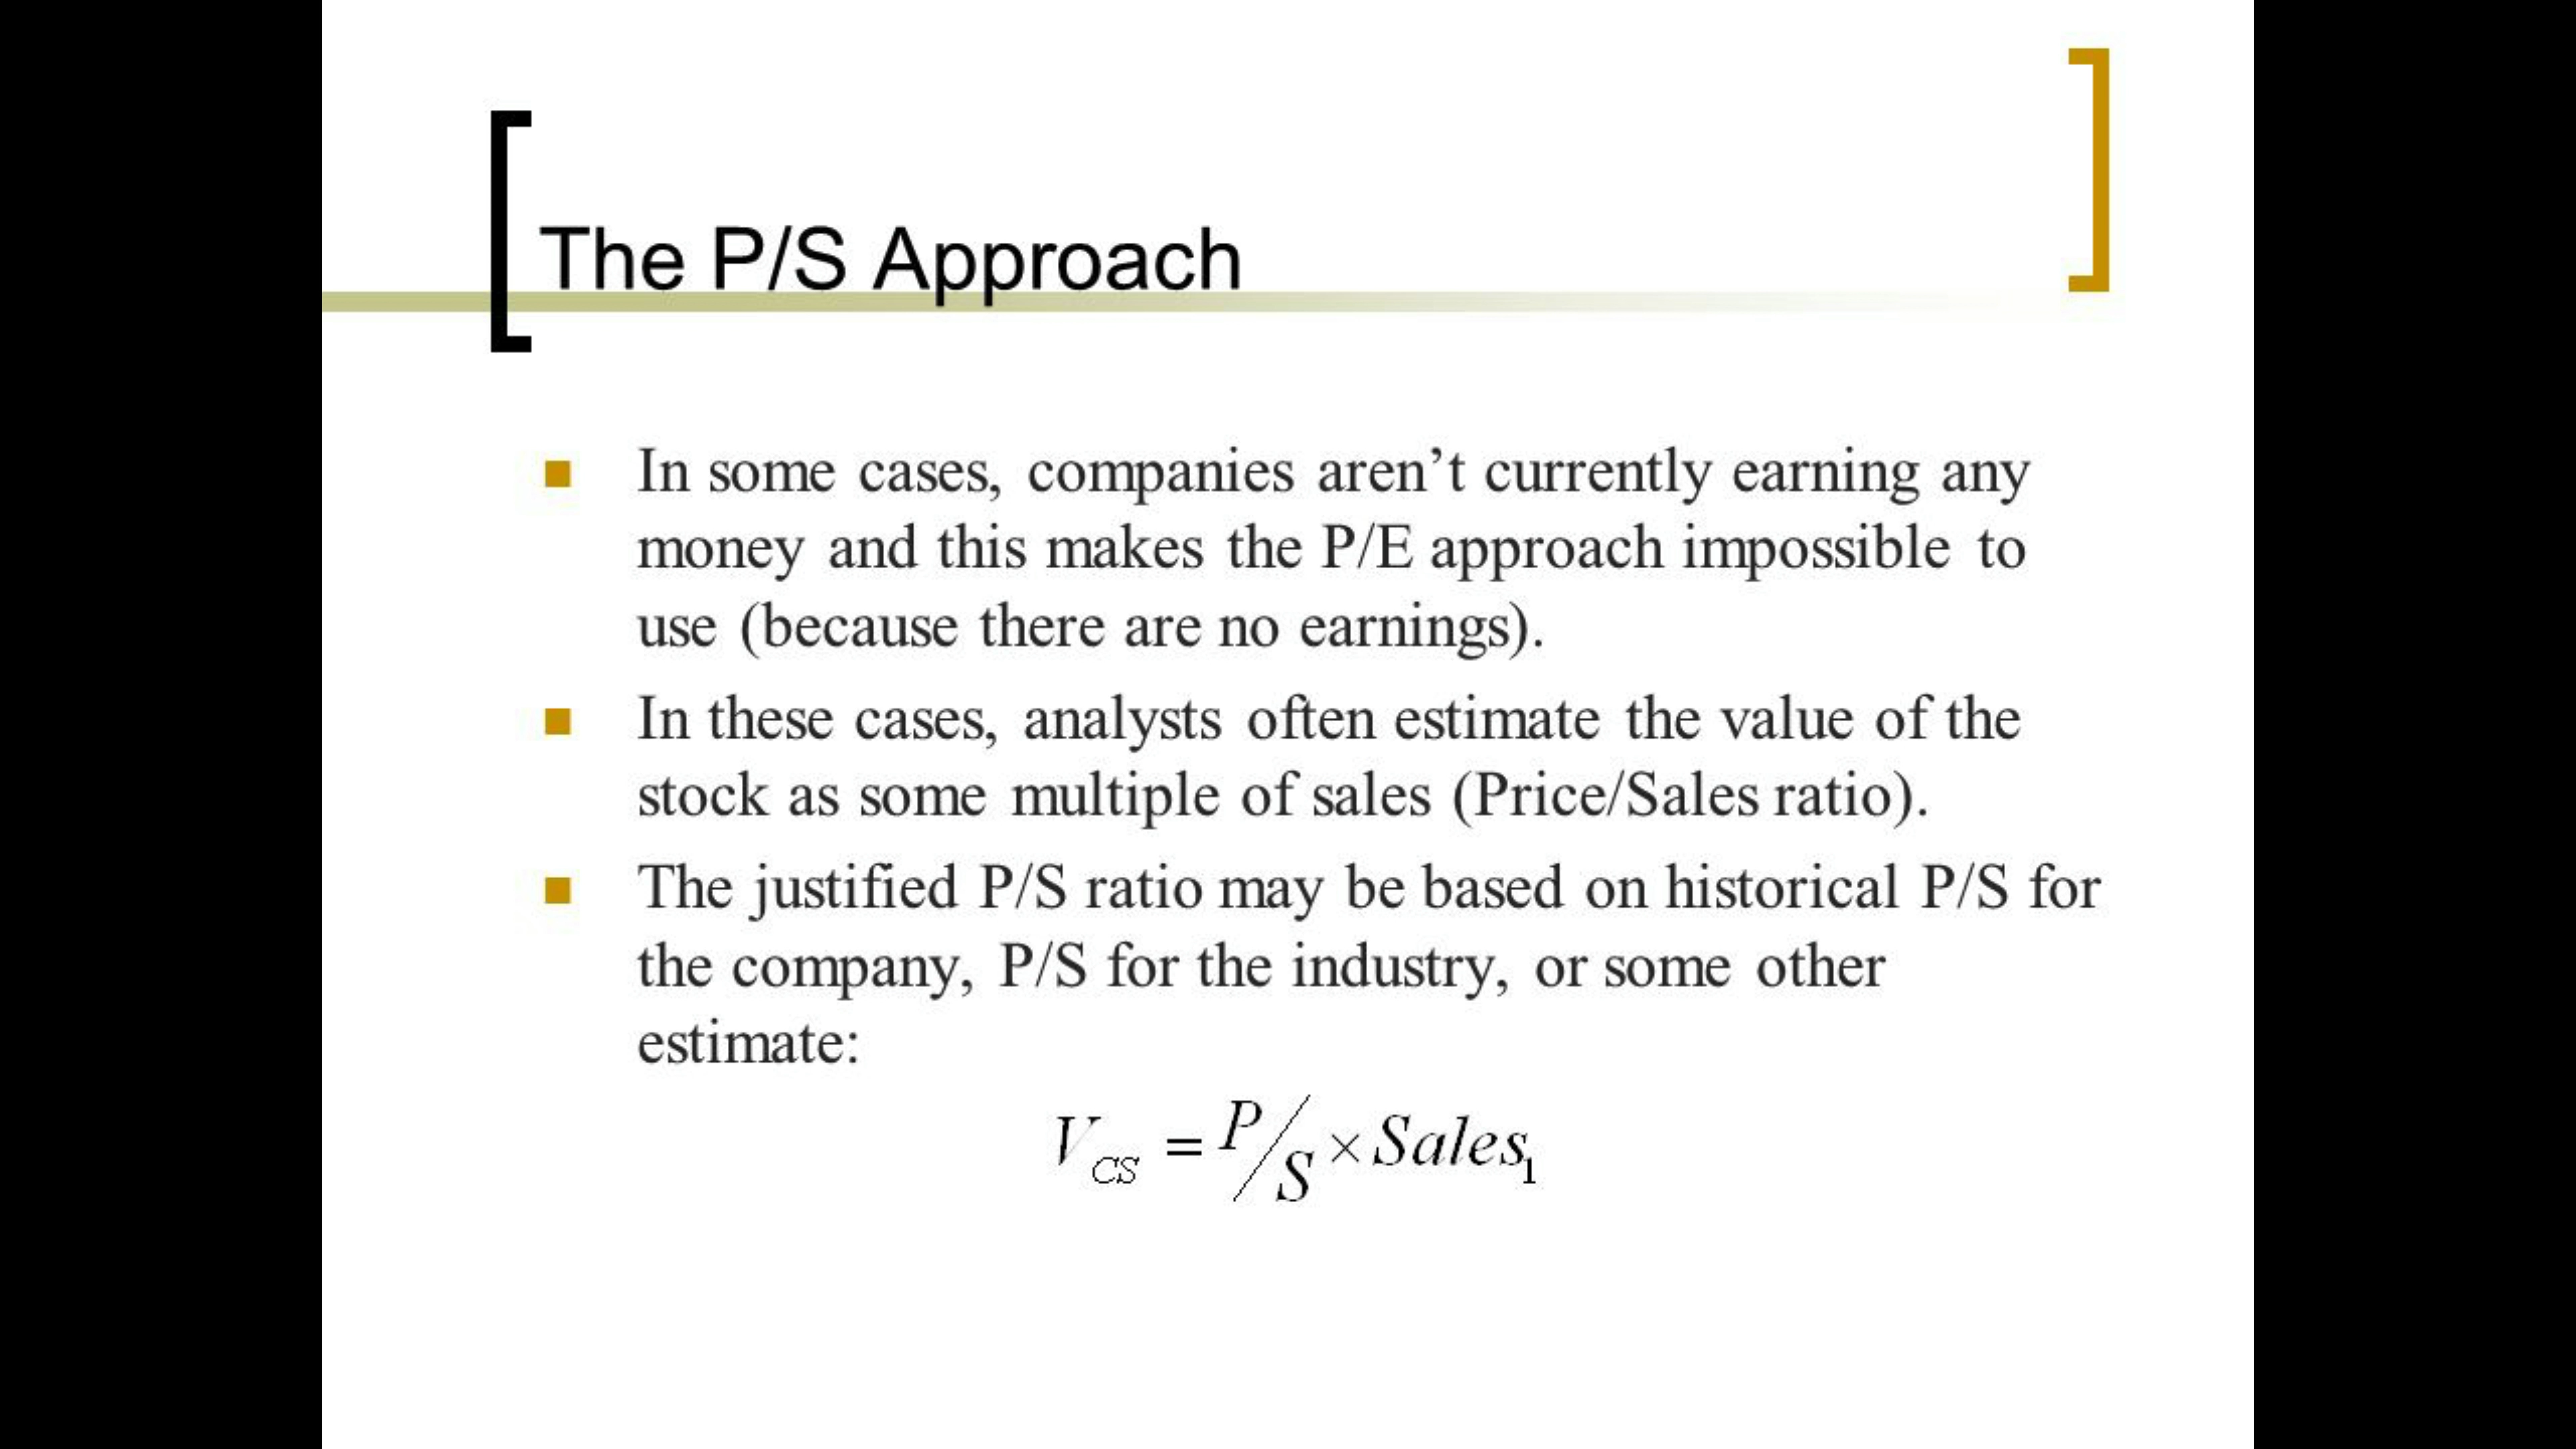 The P/S Approach
In some cases, companies aren’t currently earning any
money and this makes the P/E approach impossible to
use (because there are no earnings).
In these cases, analysts often estimate the value of the
stock as some multiple of sales (Price/Sales ratio).
The justified P/S ratio may be based on historical P/S for
the company, P/S for the industry, or some other
estimate:
V_CS = P/S × Sales_1